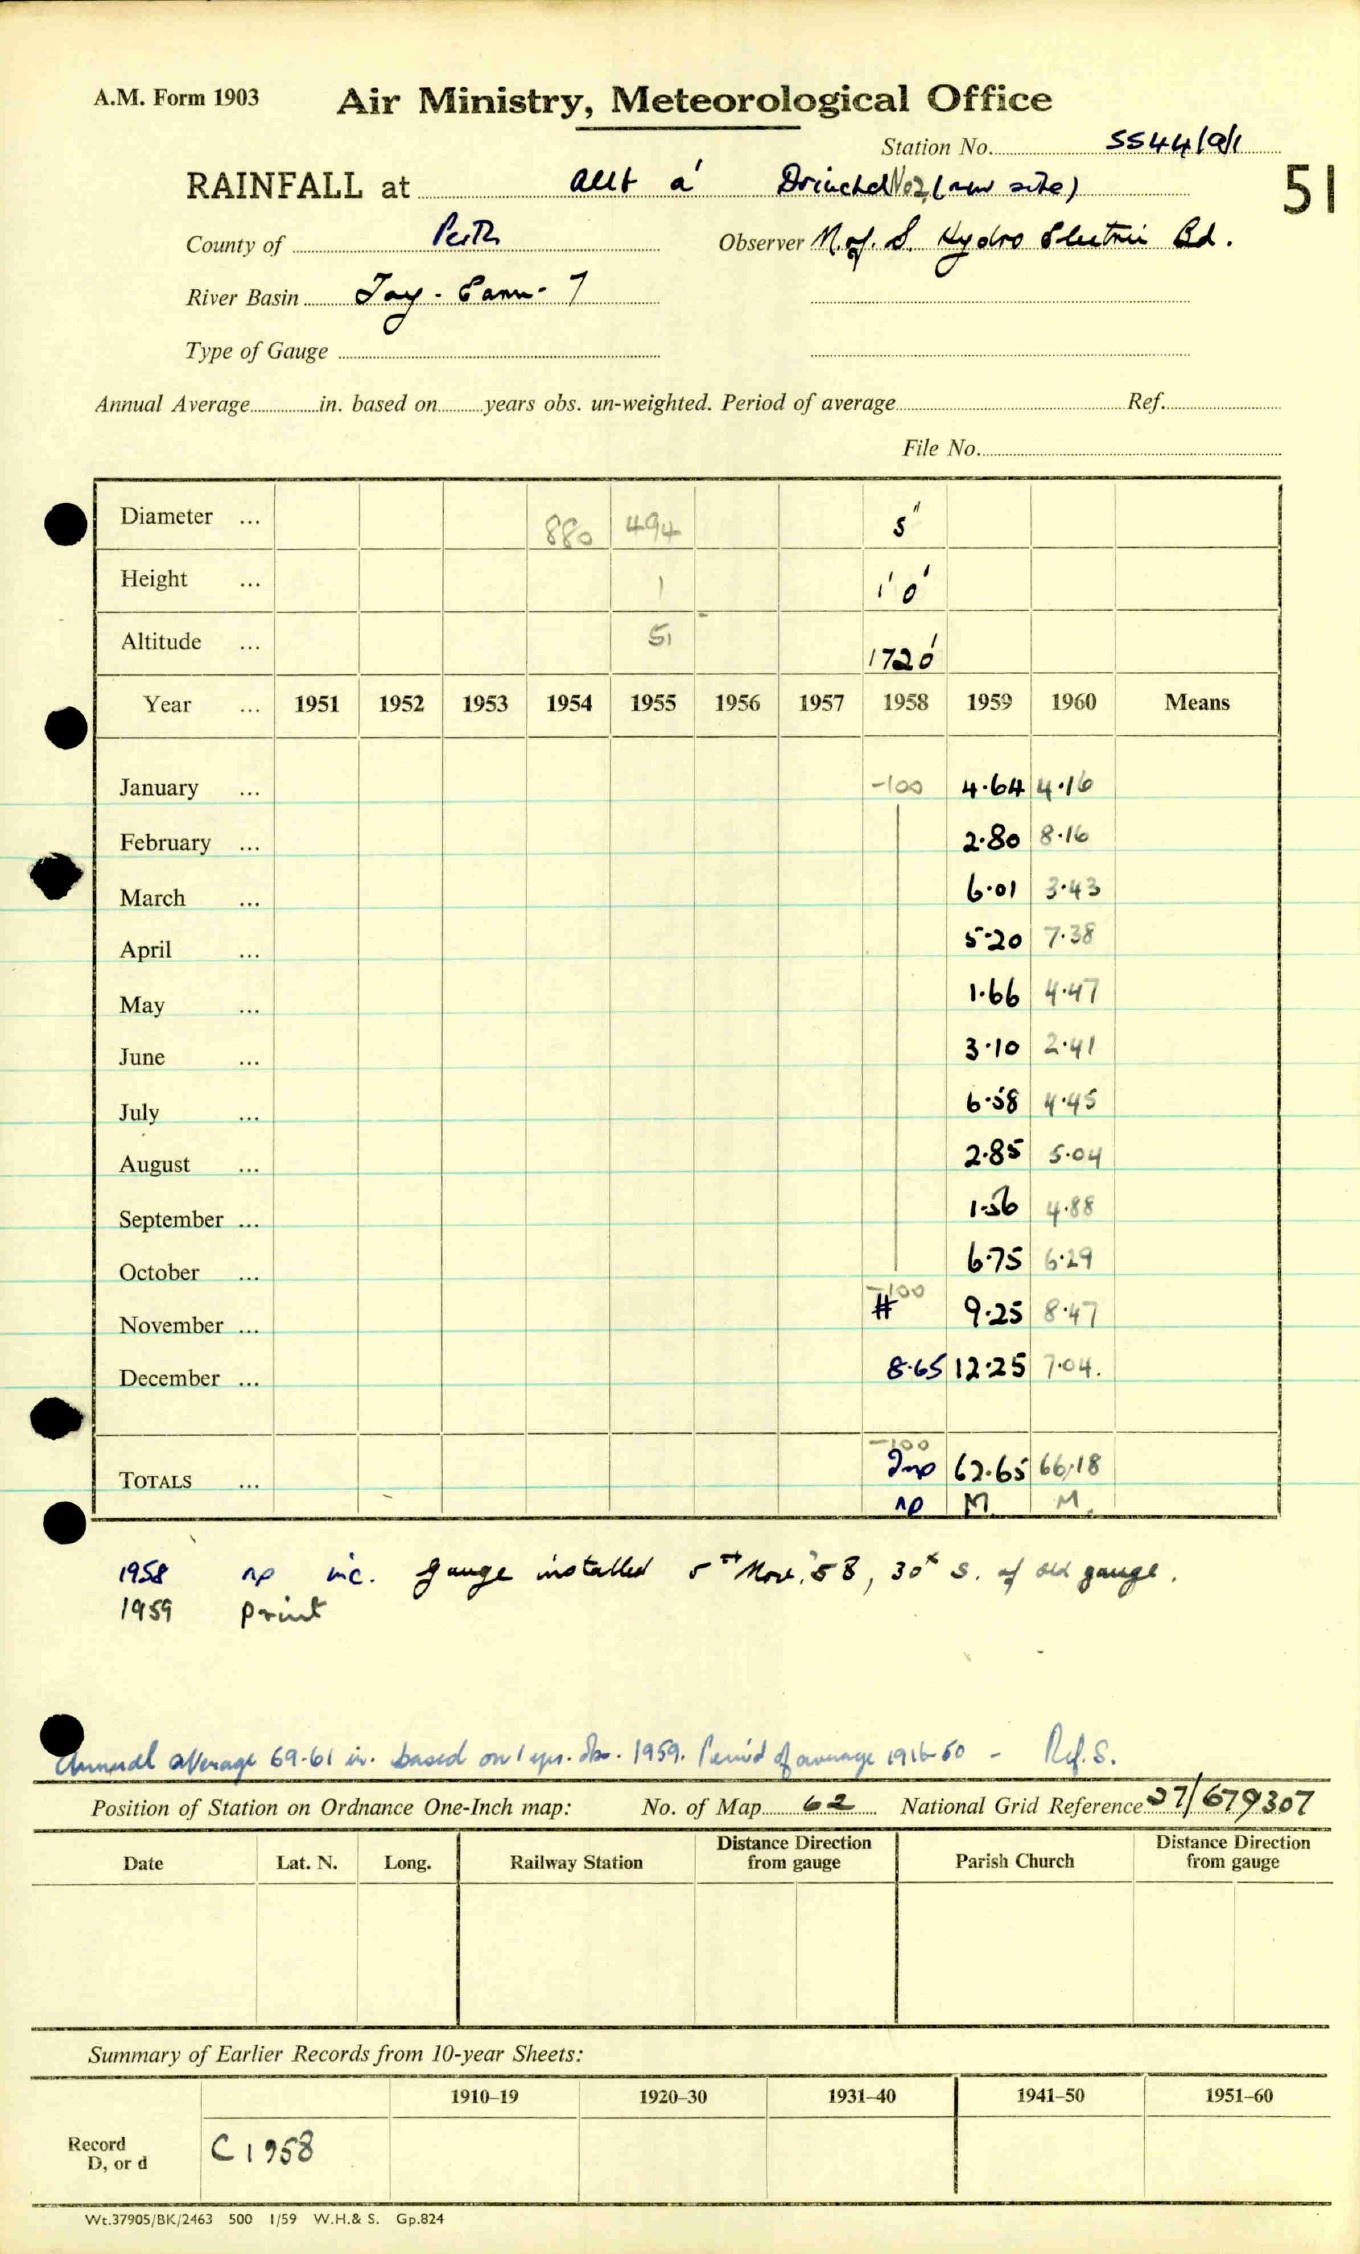 A.M. Form 1903 Air Ministry, Meteorological Office
Station No. 5544/9/1
RAINFALL at Allt a' No 2 (new site) 51
County of Perth Observer N. of S. Hydro Electric Bd.
River Basin Tay - Earn - 7
Type of Gauge
Annual Average in. based on years obs. un-weighted. Period of average Ref.
File No.
Diameter ... 880 494 5"
Height ... 1 1' 0"
Altitude ... 51 1720'
Year ... 1951 1952 1953 1954 1955 1956 1957 1958 1959 1960 Means
January ... -100 4.64 4.16
February ... 2.80 8.16
March ... 6.01 3.43
April ... 5.20 7.38
May ... 1.66 4.47
June ... 3.10 2.41
July ... 6.58 4.45
August ... 2.85 5.04
September ... 1.56 4.88
October ... 6.75 6.29
-100
November ... # 9.25 8.47
December ... 8.65 12.25 7.04.
-100
TOTALS ... Inp 62.65 66.18
np M M.
1958 np inc. gauge installed 5th Nov. '58, 30x S. of old gauge.
1959 print
Annual average 69.61 in. based on 1 yrs. obs. 1959. Period of average 1916-50 - Ref. S.
Position of Station on Ordnance One-Inch map: No. of Map 62 National Grid Reference 27/679307
Date Lat. N. Long. Railway Station Distance Direction from gauge Parish Church Distance Direction from gauge
Summary of Earlier Records from 10-year Sheets:
1910–19 1920–30 1931–40 1941–50 1951–60
Record
D, or d C 1958
Wt.37905/BK/2463 500 1/59 W.H.& S. Gp.824